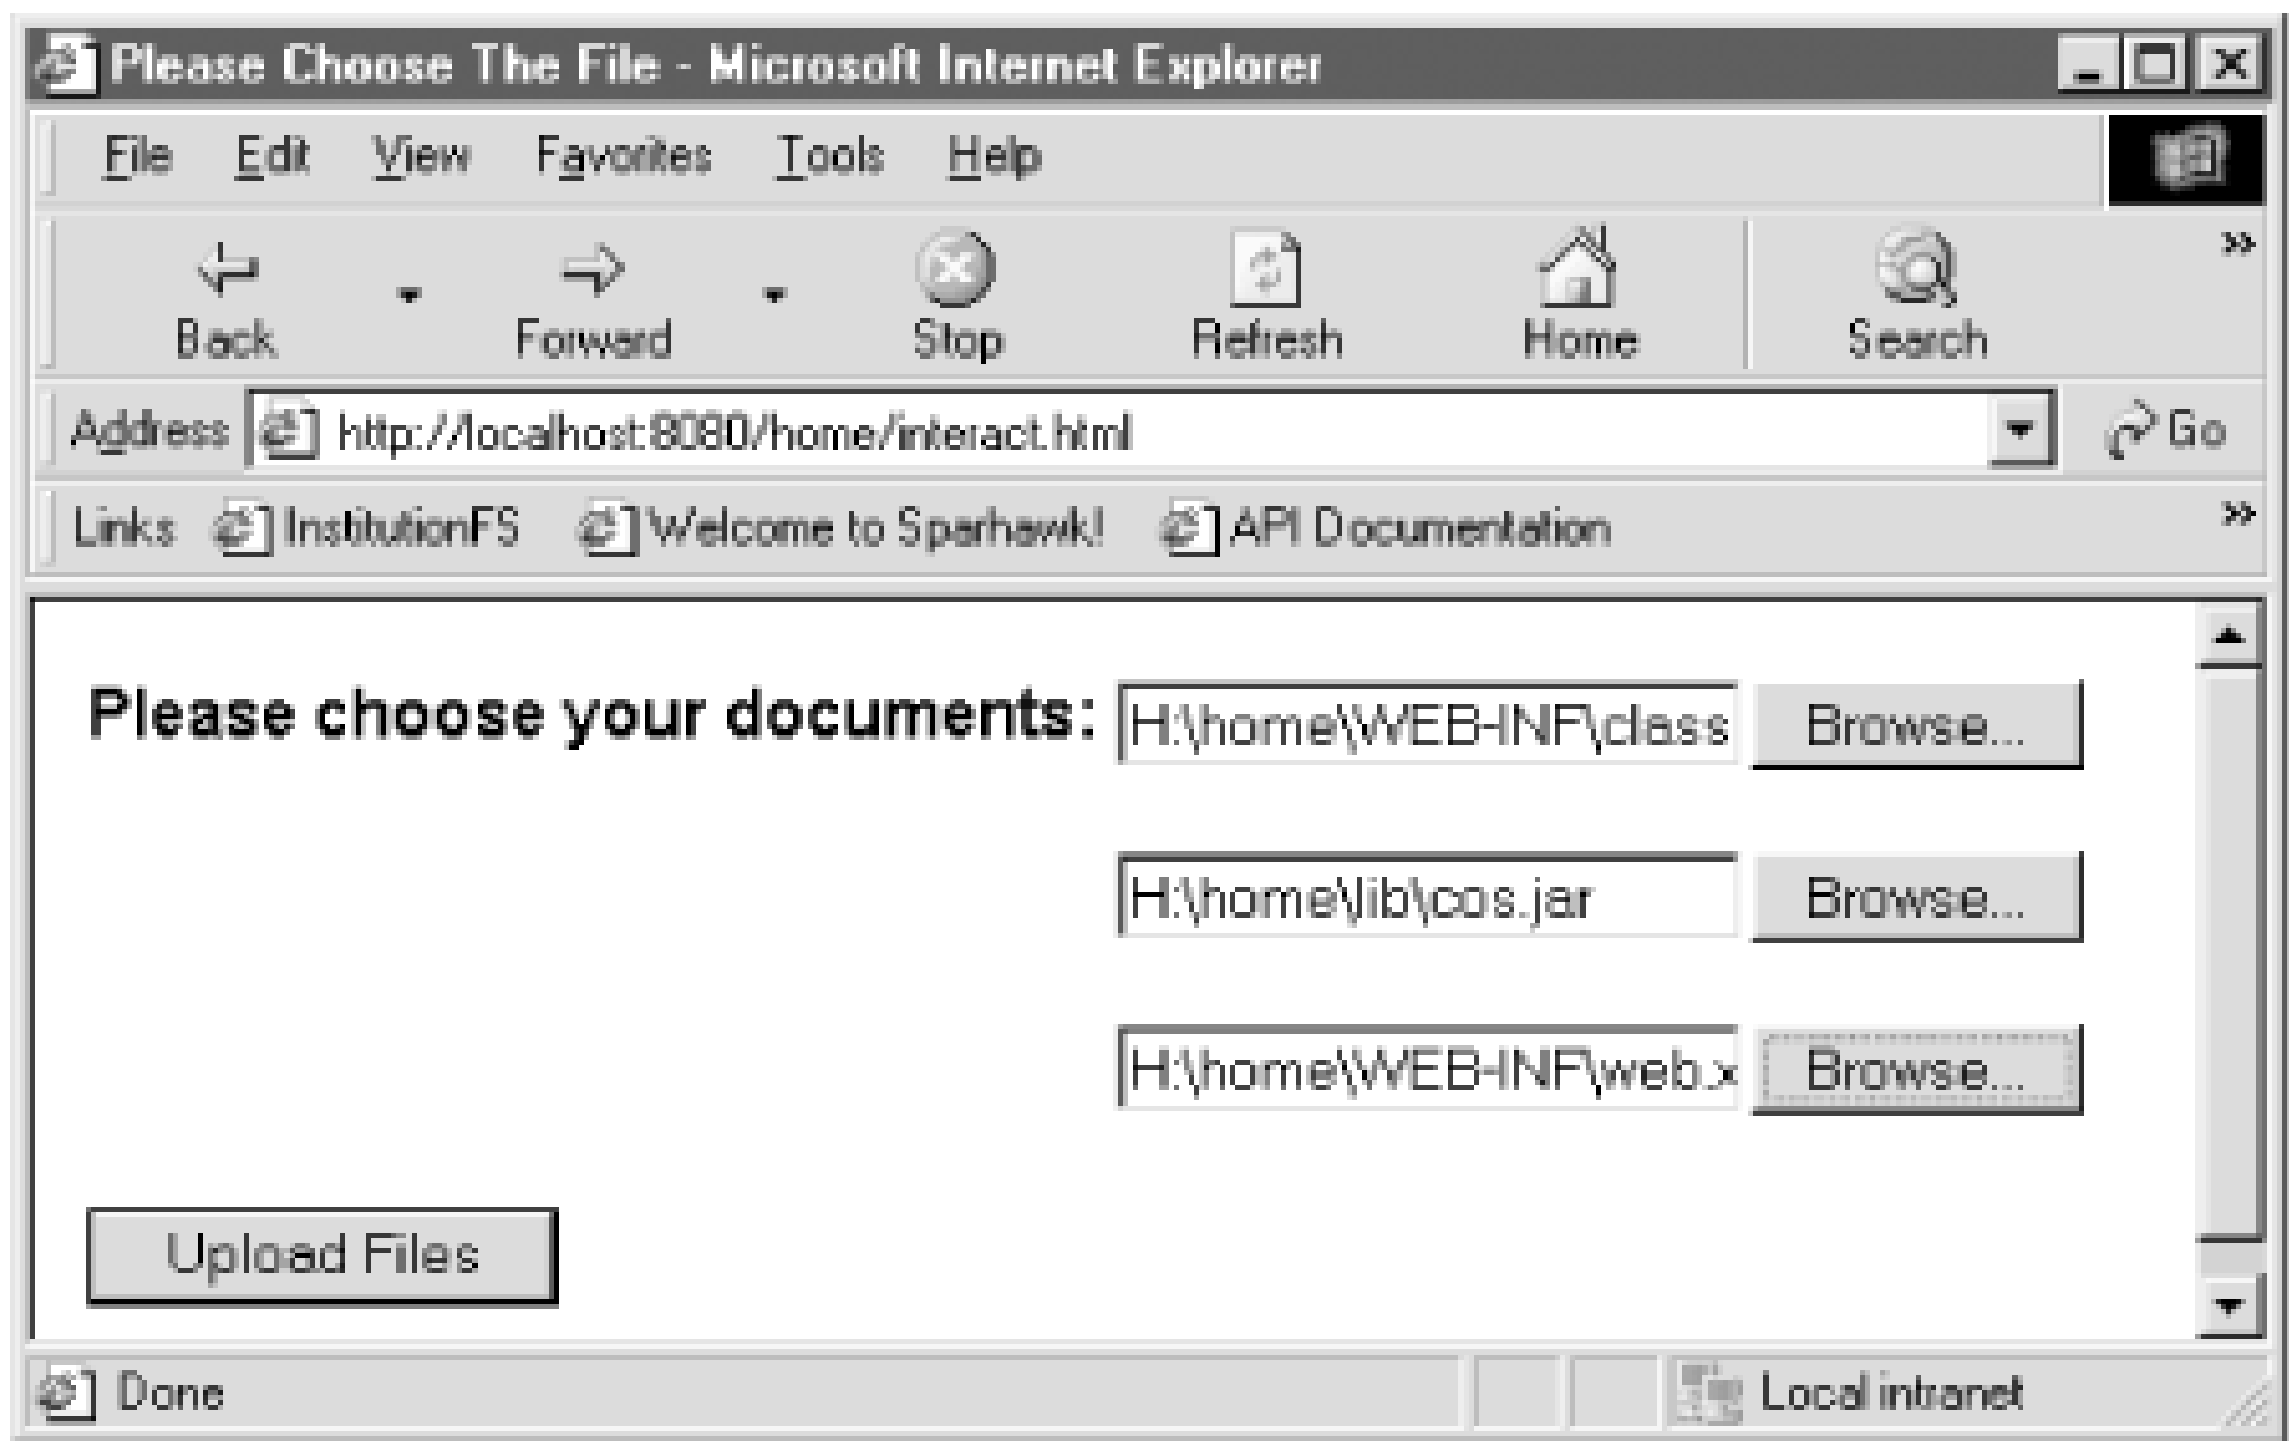 Please Choose The File - Microsoft Internet Explorer
File Edit View Favorites Tools Help
Back Forward Stop Refresh Home Search »
Address http://localhost:8080/home/interact.html Go
Links InstitutionFS Welcome to Sparhawk! API Documentation »
Please choose your documents: H:\home\WEB-INF\class Browse...
H:\home\lib\cos.jar Browse...
H:\home\WEB-INF\web.x Browse...
Upload Files
Done Local intranet